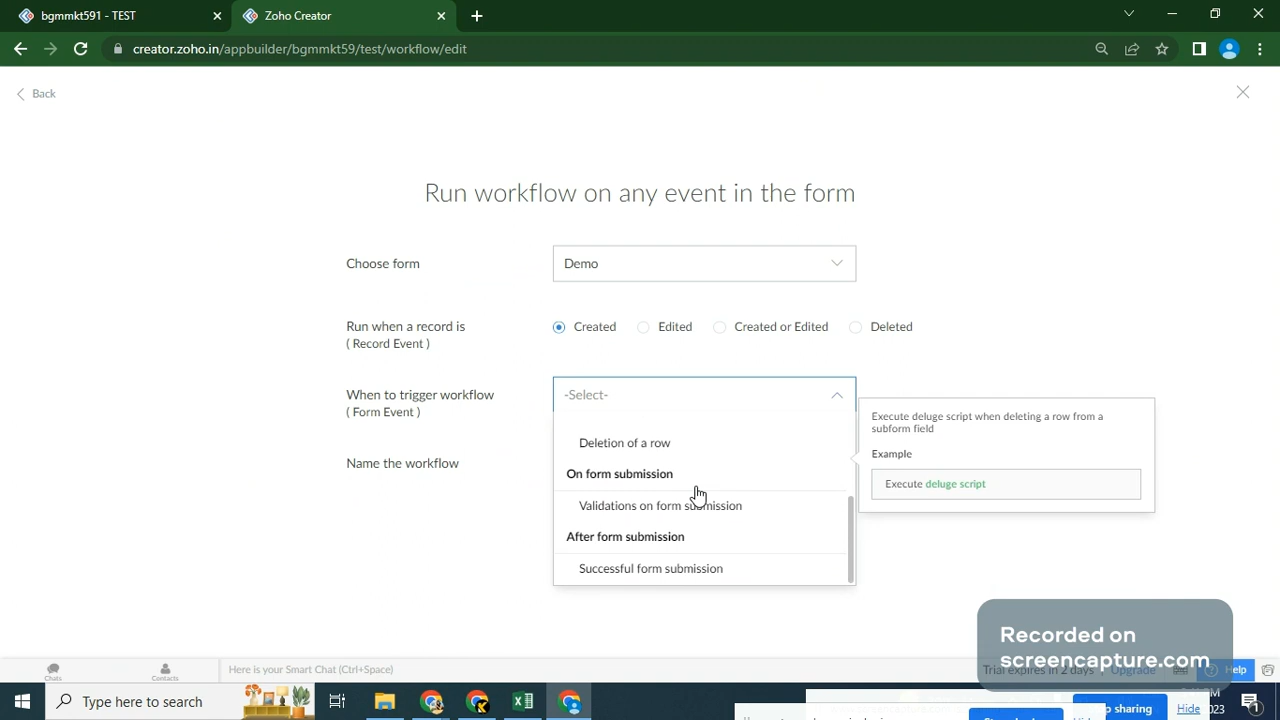 bgmmkt591 - TEST
Zoho Creator
creator.zoho.in/appbuilder/bgmmkt59/test/workflow/edit
Back
Run workflow on any event in the form
Choose form
Demo
Run when a record is
( Record Event )
Created
Edited
Created or Edited
Deleted
When to trigger workflow
( Form Event )
-Select-
Deletion of a row
On form submission
Validations on form submission
After form submission
Successful form submission
Execute deluge script when deleting a row from a
subform field
Example
Execute deluge script
Name the workflow
Recorded on
screencapture.com
Chats
Contacts
Here is your Smart Chat (Ctrl+Space)
Trial expires in 2 days
Upgrade
Help
Type here to search
sharing
Hide
023
1